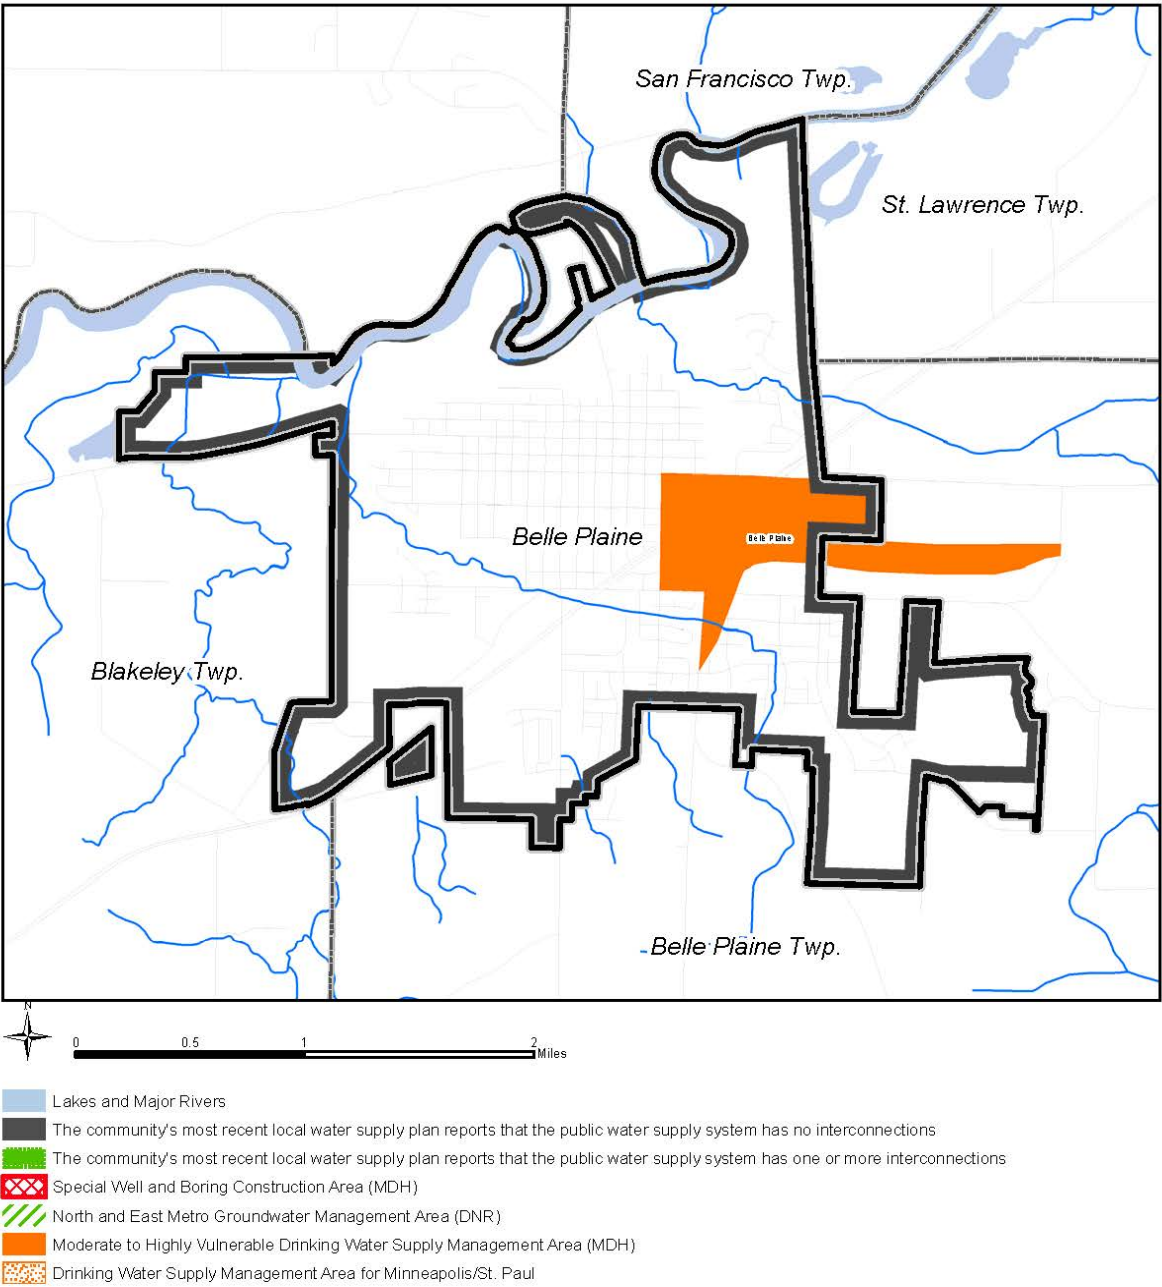 San Francisco Twp.
St. Lawrence Twp.
Belle Plaine
Belle Plaine
Blakeley Twp.
Belle Plaine Twp.
N
0 0.5 1 2
Miles
Lakes and Major Rivers
The community's most recent local water supply plan reports that the public water supply system has no interconnections
The community's most recent local water supply plan reports that the public water supply system has one or more interconnections
Special Well and Boring Construction Area (MDH)
North and East Metro Groundwater Management Area (DNR)
Moderate to Highly Vulnerable Drinking Water Supply Management Area (MDH)
Drinking Water Supply Management Area for Minneapolis/St. Paul